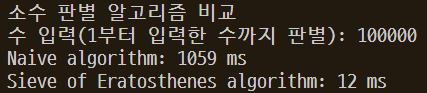 소수 판별 알고리즘 비교
수 입력(1부터 입력한 수까지 판별): 100000
Naive algorithm: 1059 ms
Sieve of Eratosthenes algorithm: 12 ms